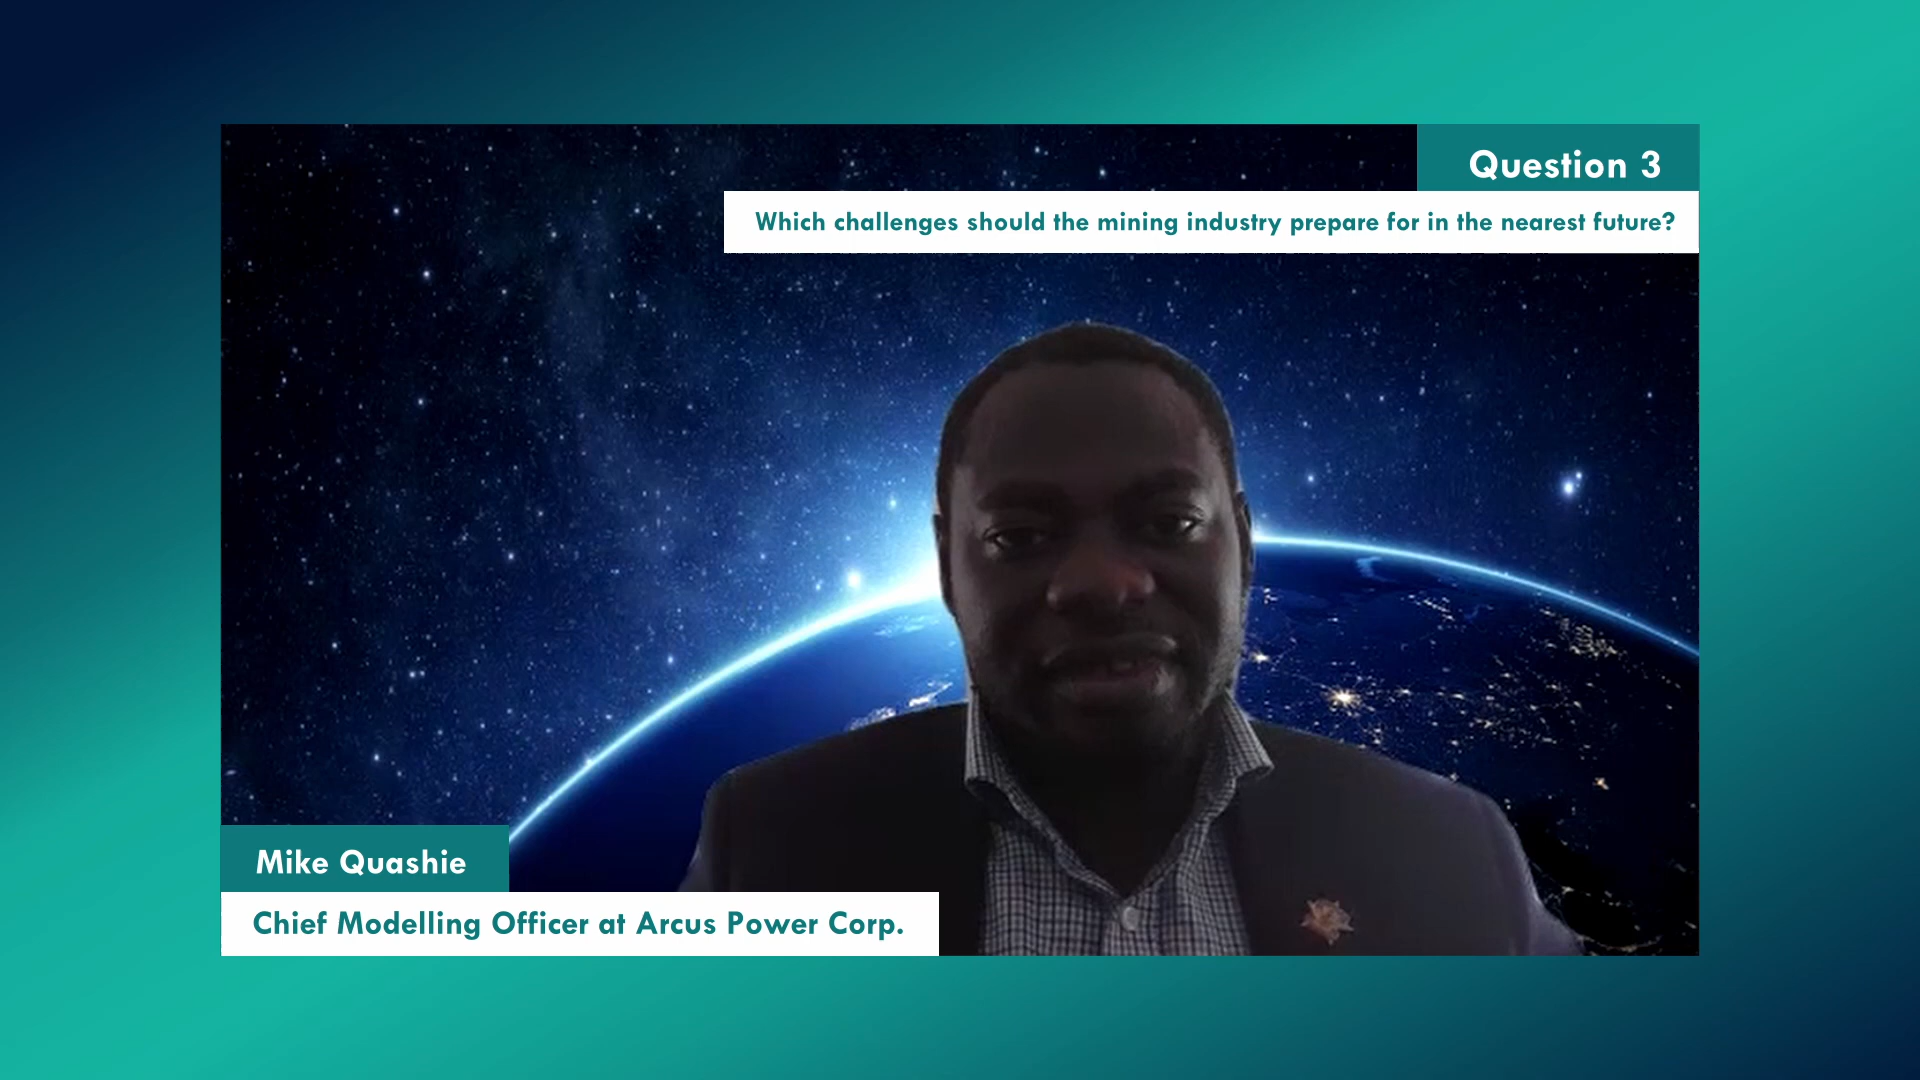 Question 3
Which challenges should the mining industry prepare for in the nearest future?
Mike Quashie
Chief Modelling Officer at Arcus Power Corp.